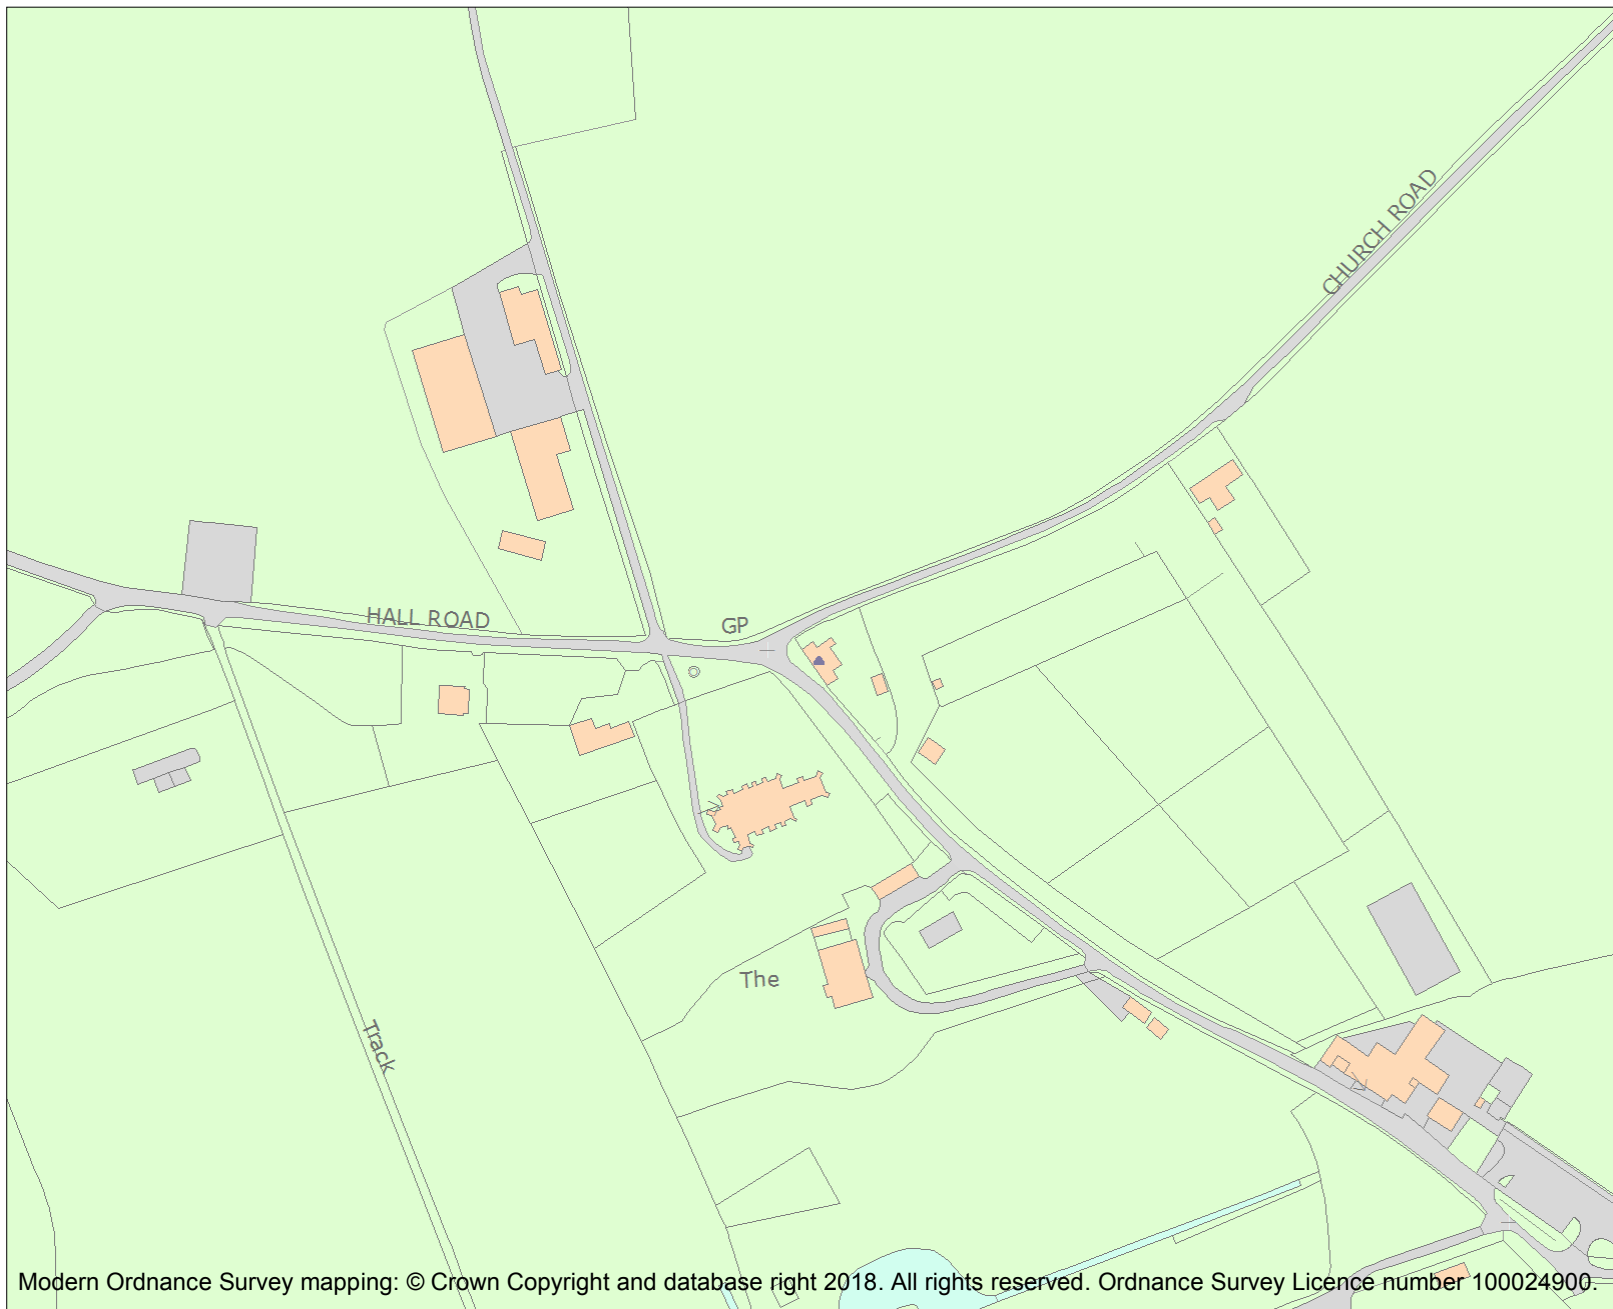 CHURCH ROAD
HALL ROAD
GP
The
Track
Modern Ordnance Survey mapping: © Crown Copyright and database right 2018. All rights reserved. Ordnance Survey Licence number 100024900.